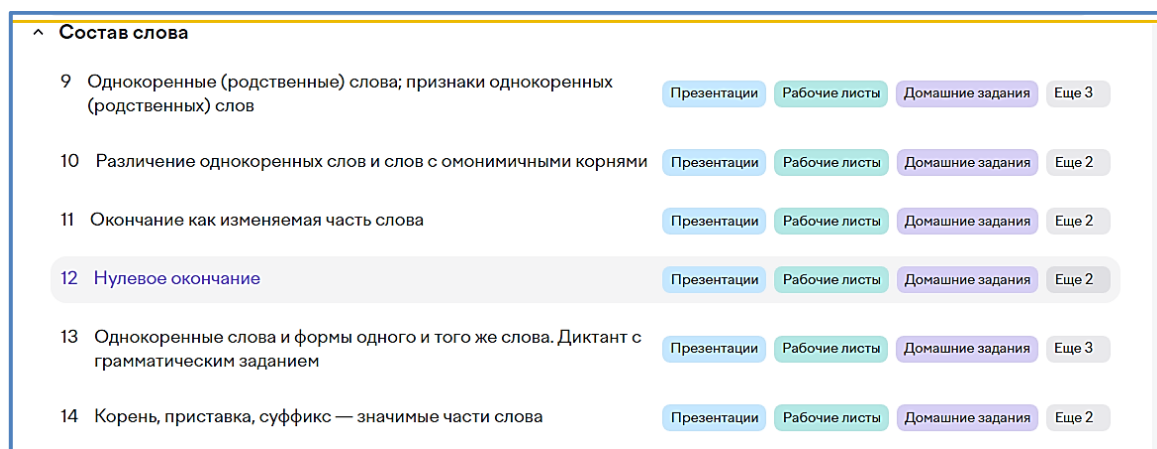 Состав слова
9 Однокоренные (родственные) слова; признаки однокоренных
(родственных) слов
Презентации Рабочие листы Домашние задания Еще 3
10 Различение однокоренных слов и слов с омонимичными корнями Презентации Рабочие листы Домашние задания Еще 2
11 Окончание как изменяемая часть слова Презентации Рабочие листы Домашние задания Еще 2
12 Нулевое окончание Презентации Рабочие листы Домашние задания Еще 2
13 Однокоренные слова и формы одного и того же слова. Диктант с
грамматическим заданием
Презентации Рабочие листы Домашние задания Еще 3
14 Корень, приставка, суффикс — значимые части слова Презентации Рабочие листы Домашние задания Еще 2